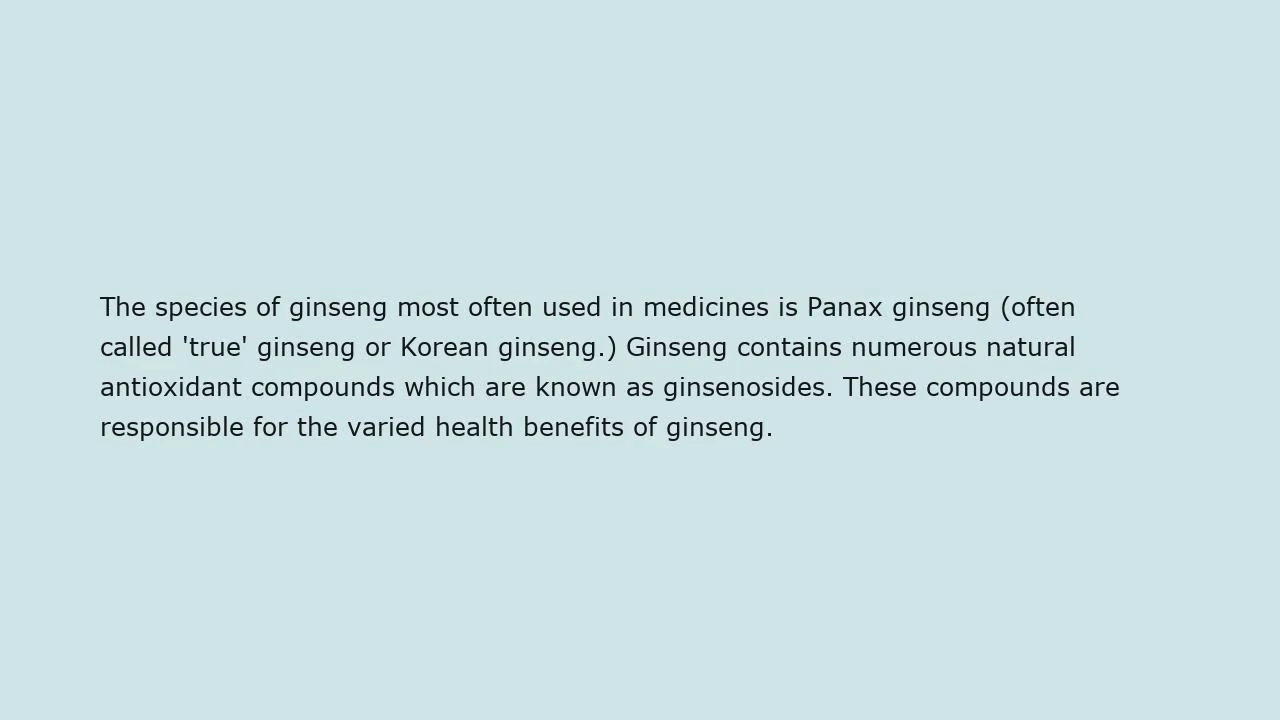 The species of ginseng most often used in medicines is Panax ginseng (often
called 'true' ginseng or Korean ginseng.) Ginseng contains numerous natural
antioxidant compounds which are known as ginsenosides. These compounds are
responsible for the varied health benefits of ginseng.